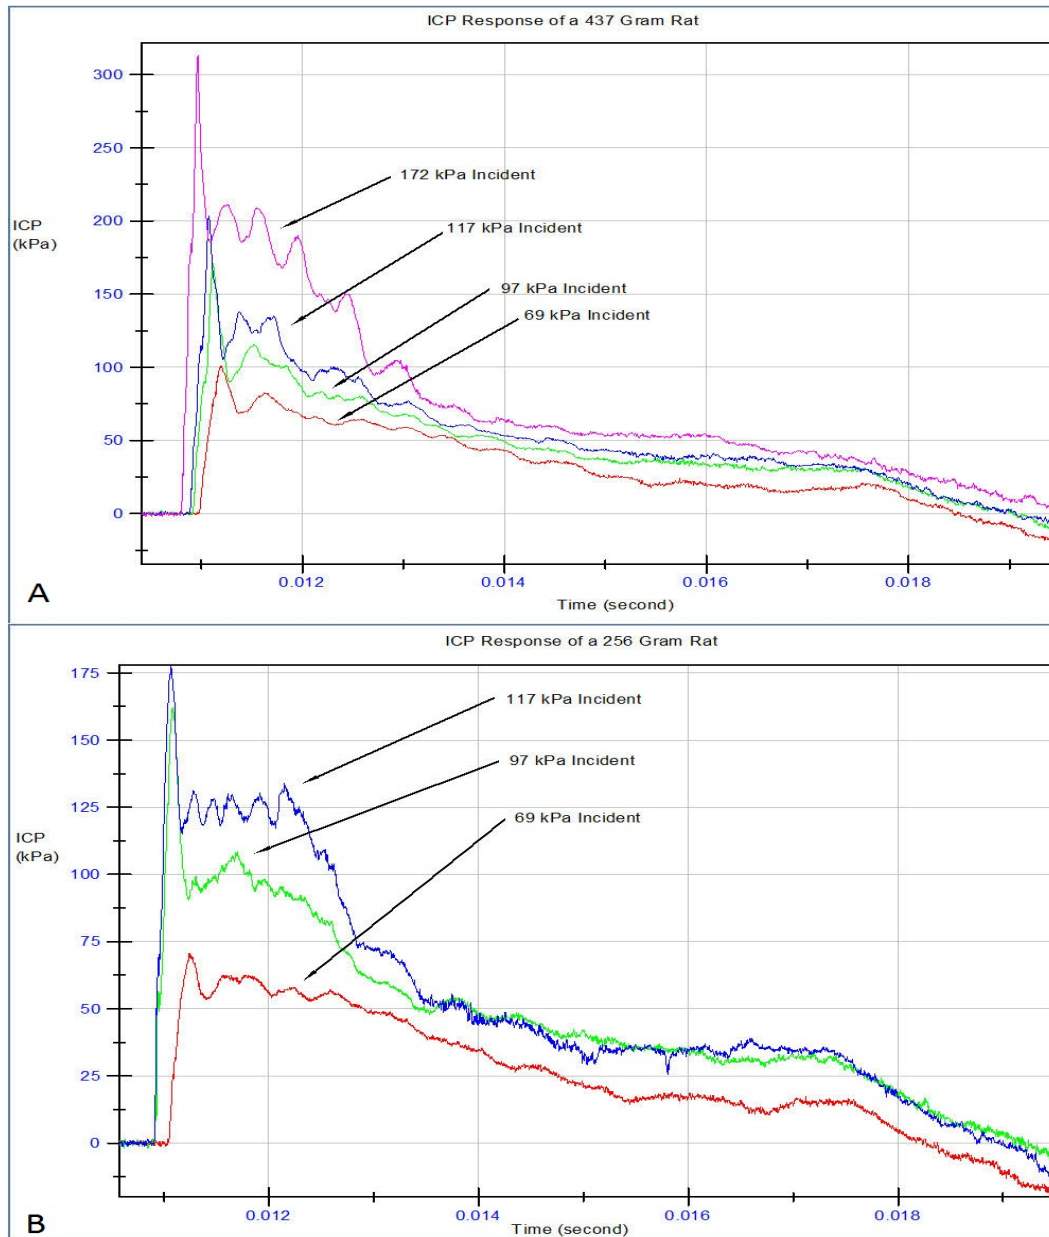 ICP Response of a 437 Gram Rat
300
250
172 kPa Incident
200
117 kPa Incident
ICP
(kPa)
150
97 kPa Incident
69 kPa Incident
100
50
0
0.012
0.014
0.016
0.018
A
Time (second)
ICP Response of a 256 Gram Rat
175
117 kPa Incident
150
97 kPa Incident
125
69 kPa Incident
ICP
(kPa)
100
75
50
25
0
0.012
0.014
0.016
0.018
B
Time (second)